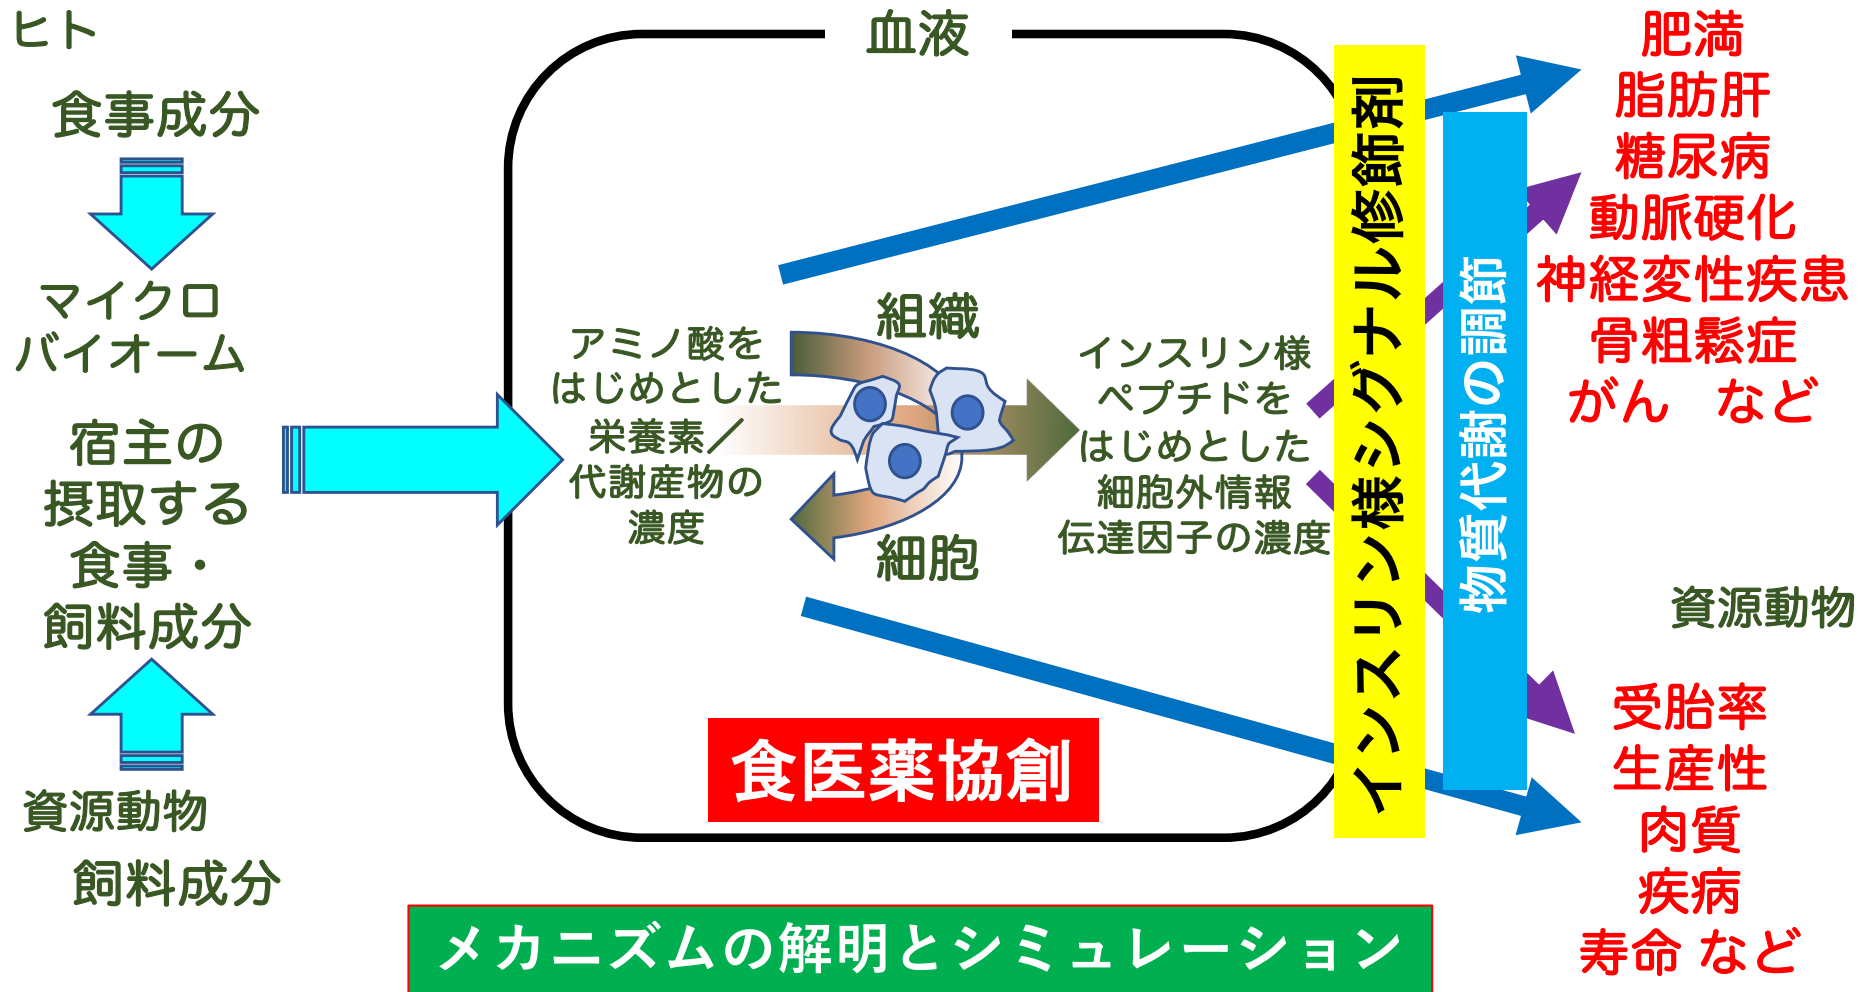 ヒト
食事成分
マイクロ
バイオーム
宿主の
摂取する
食事・
飼料成分
資源動物
飼料成分
血液
アミノ酸を
はじめとした
栄養素／
代謝産物の
濃度
組織
細胞
インスリン様
ペプチドを
はじめとした
細胞外情報
伝達因子の濃度
食医薬協創
インスリン様シグナル修飾剤
物質代謝の調節
肥満
脂肪肝
糖尿病
動脈硬化
神経変性疾患
骨粗鬆症
がん など
資源動物
受胎率
生産性
肉質
疾病
寿命 など
メカニズムの解明とシミュレーション